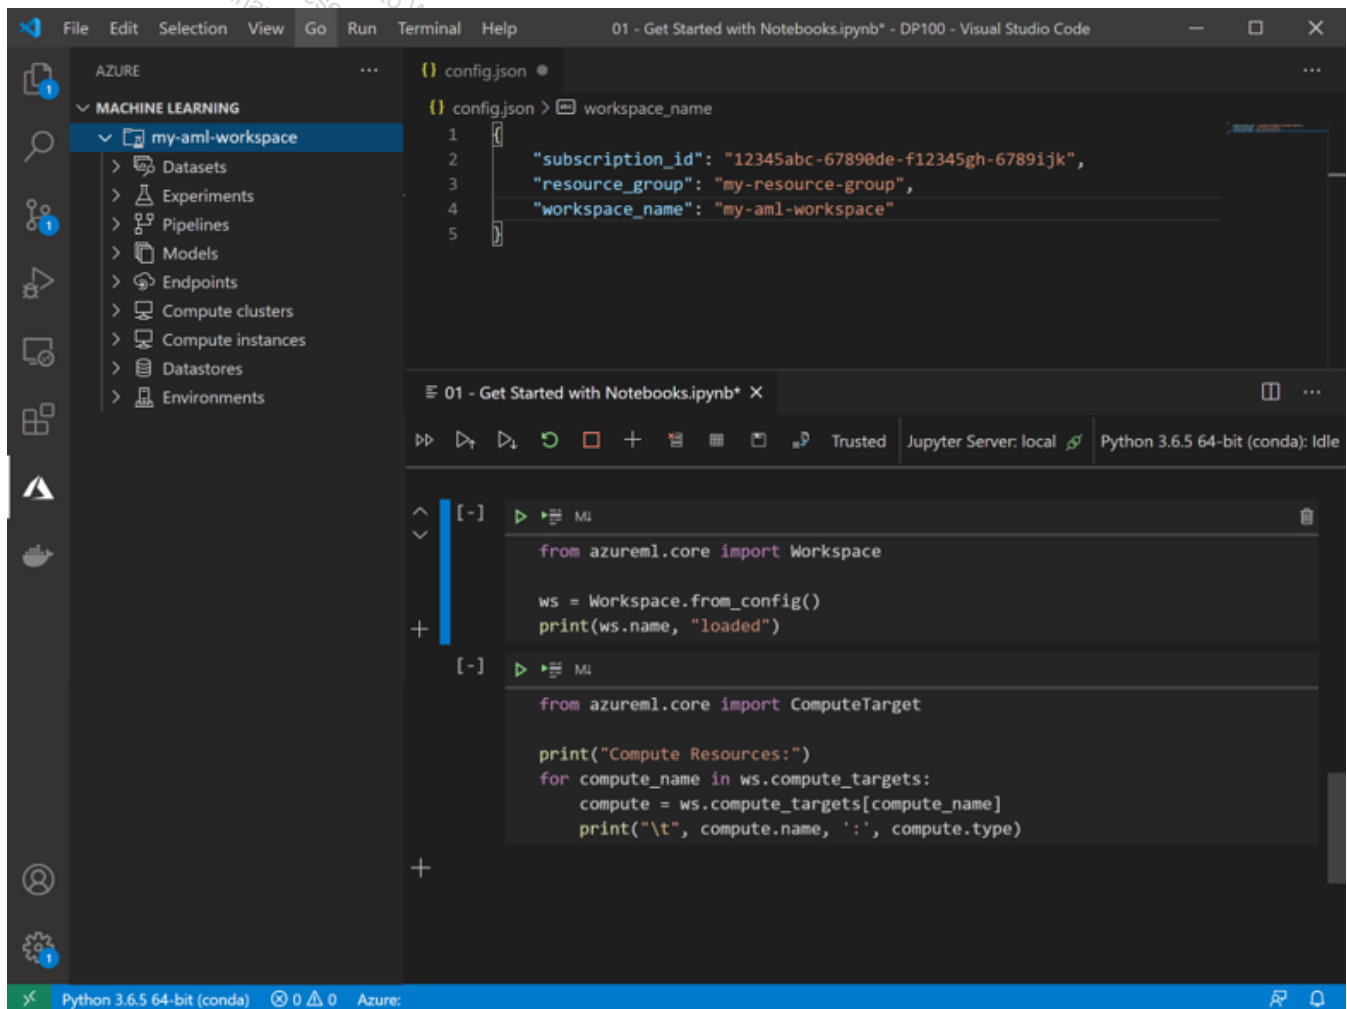 File Edit Selection View Go Run Terminal Help 01 - Get Started with Notebooks.ipynb* - DP100 - Visual Studio Code
AZURE
MACHINE LEARNING
my-aml-workspace
Datasets
Experiments
Pipelines
Models
Endpoints
Compute clusters
Compute instances
Datastores
Environments
{} config.json
{} config.json > workspace_name
1 {
2 "subscription_id": "12345abc-67890de-f12345gh-6789ijk",
3 "resource_group": "my-resource-group",
4 "workspace_name": "my-aml-workspace"
5 }
01 - Get Started with Notebooks.ipynb*
Trusted Jupyter Server: local Python 3.6.5 64-bit (conda): Idle
[-] M↓
from azureml.core import Workspace
ws = Workspace.from_config()
print(ws.name, "loaded")
[-] M↓
from azureml.core import ComputeTarget
print("Compute Resources:")
for compute_name in ws.compute_targets:
compute = ws.compute_targets[compute_name]
print("\t", compute.name, ':', compute.type)
1
1
1
Python 3.6.5 64-bit (conda) 0 0 Azure: